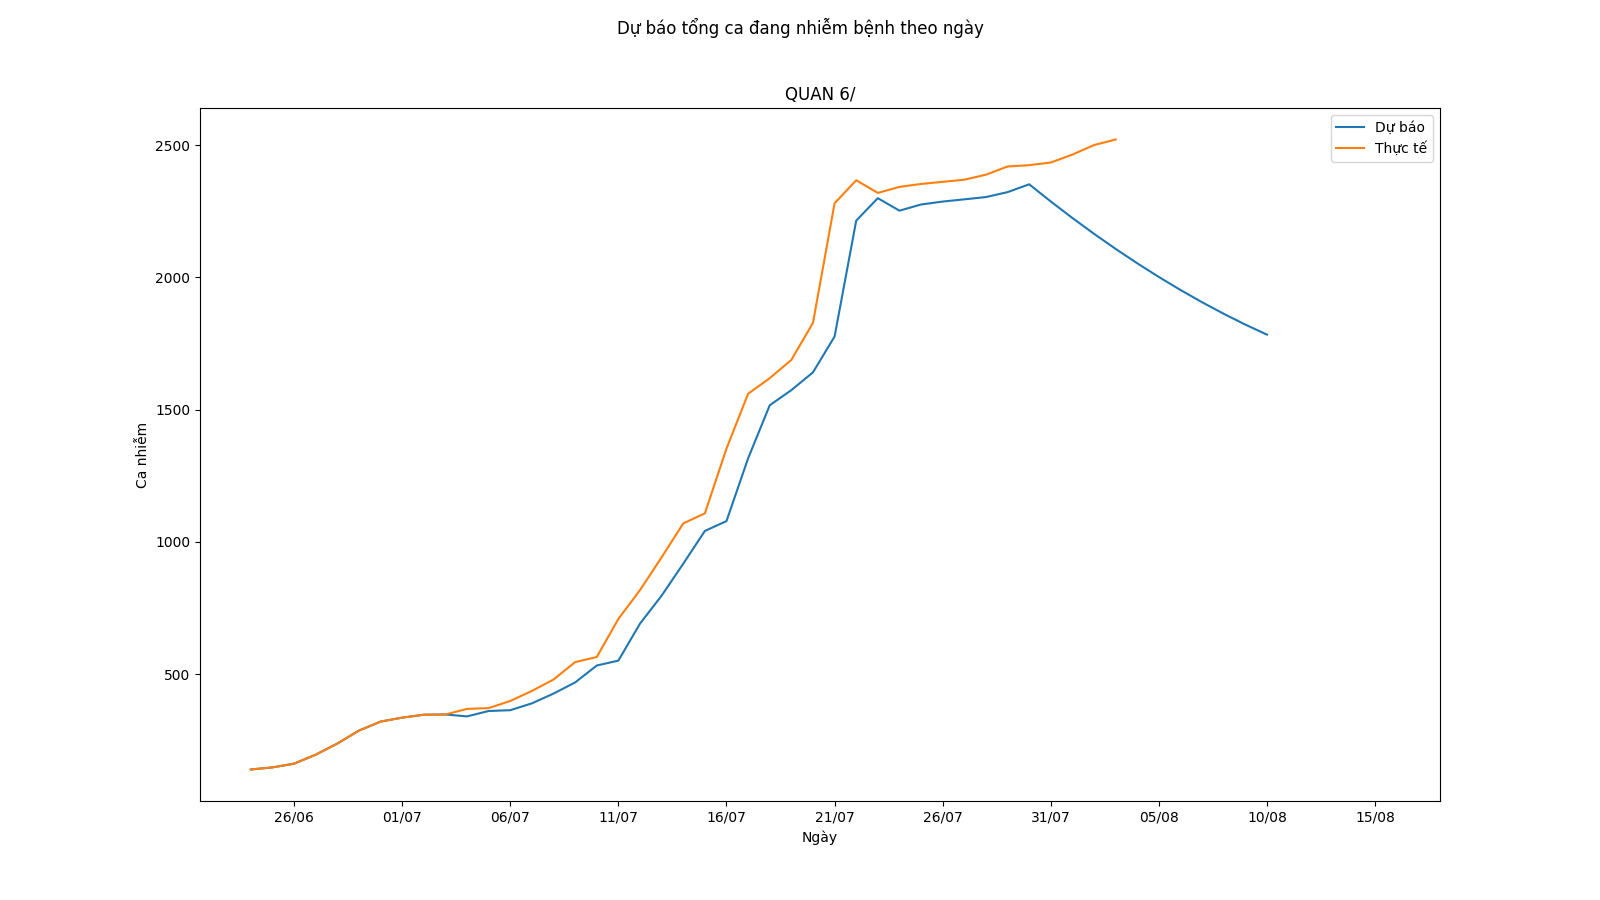 Dự báo tổng ca đang nhiễm bệnh theo ngày
QUAN 6/
Dự báo
Thực tế
2500
2000
1500
1000
500
Ca nhiễm
26/06 01/07 06/07 11/07 16/07 21/07 26/07 31/07 05/08 10/08 15/08
Ngày